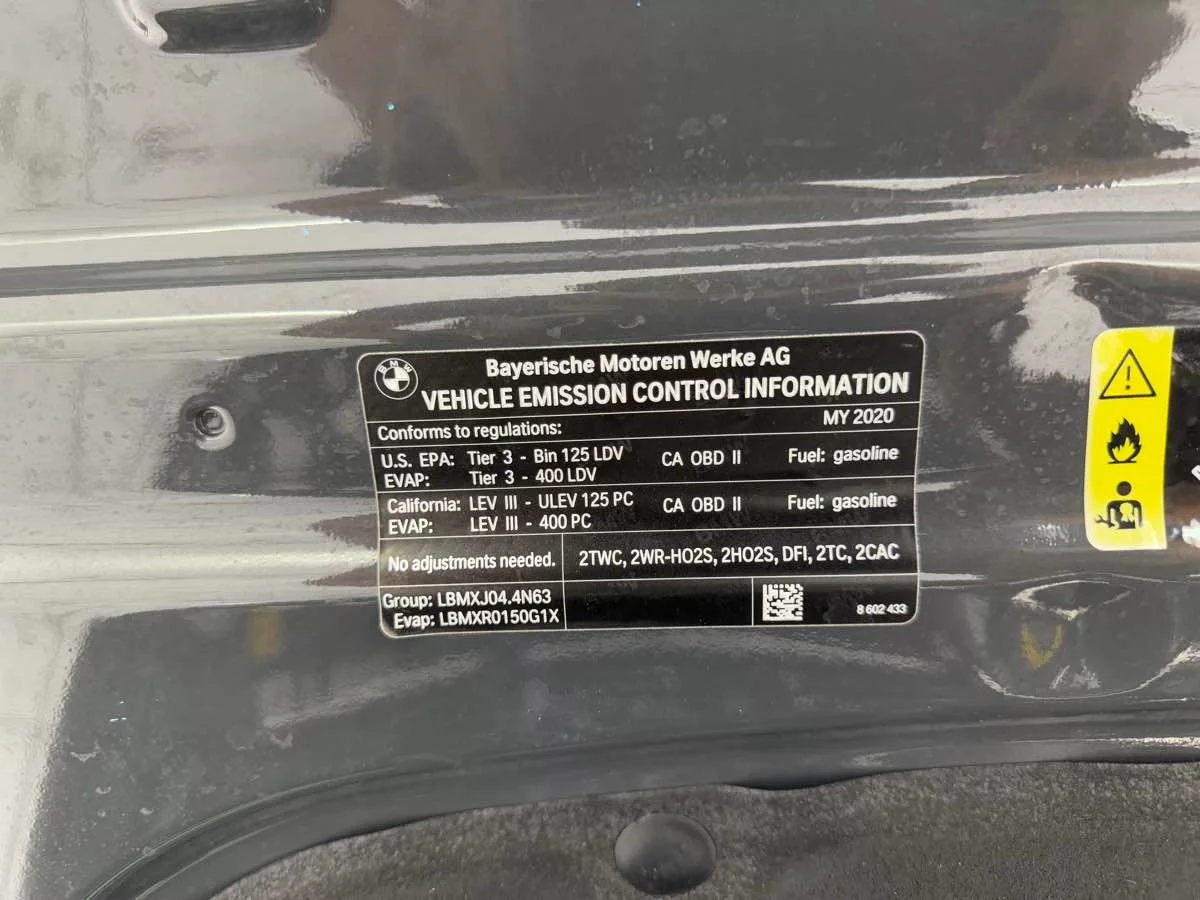 BMW
Bayerische Motoren Werke AG
VEHICLE EMISSION CONTROL INFORMATION
MY 2020
Conforms to regulations:
U.S. EPA: Tier 3 - Bin 125 LDV CA OBD II Fuel: gasoline
EVAP: Tier 3 - 400 LDV
California: LEV III - ULEV 125 PC CA OBD II Fuel: gasoline
EVAP: LEV III - 400 PC
No adjustments needed. 2TWC, 2WR-HO2S, 2HO2S, DFI, 2TC, 2CAC
Group: LBMXJ04.4N63
Evap: LBMXR0150G1X
8 602 433